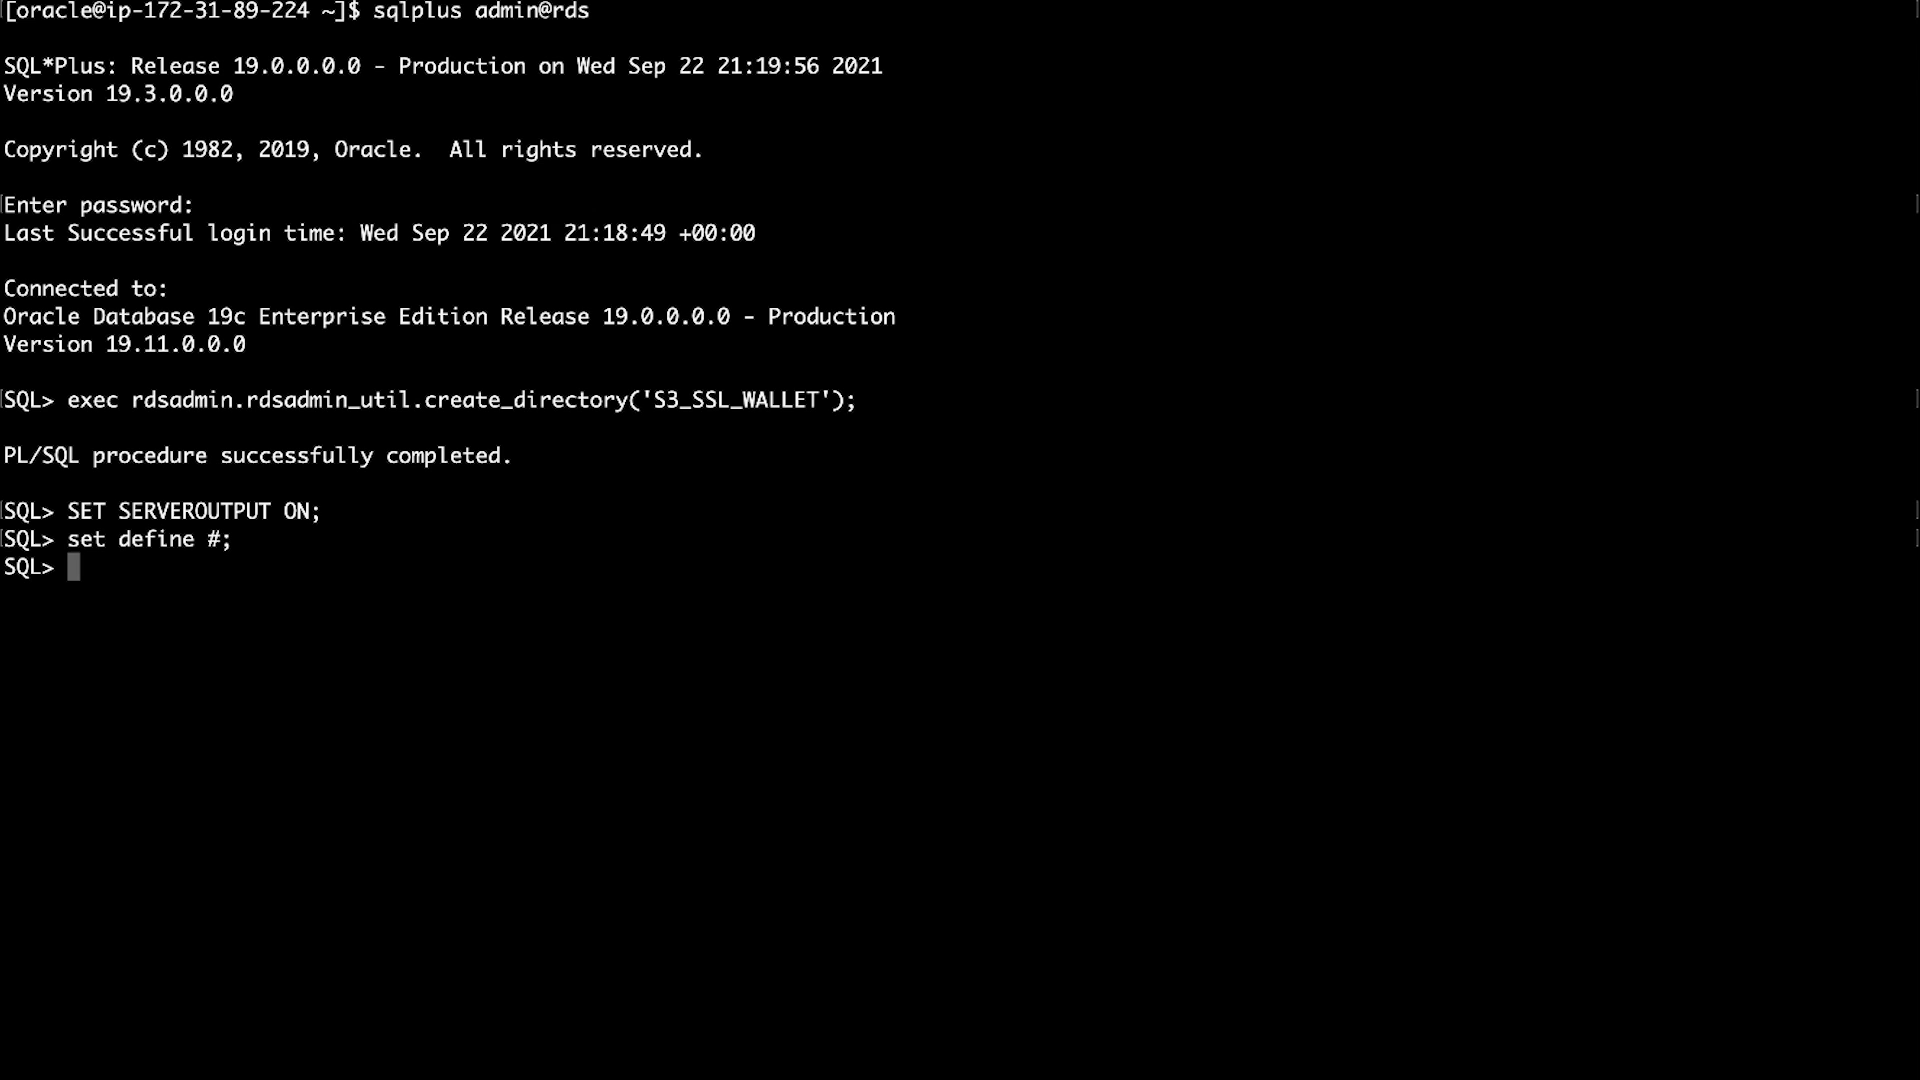 [oracle@ip-172-31-89-224 ~]$ sqlplus admin@rds
SQL*Plus: Release 19.0.0.0.0 - Production on Wed Sep 22 21:19:56 2021
Version 19.3.0.0.0
Copyright (c) 1982, 2019, Oracle.  All rights reserved.
Enter password:
Last Successful login time: Wed Sep 22 2021 21:18:49 +00:00
Connected to:
Oracle Database 19c Enterprise Edition Release 19.0.0.0.0 - Production
Version 19.11.0.0.0
SQL> exec rdsadmin.rdsadmin_util.create_directory('S3_SSL_WALLET');
PL/SQL procedure successfully completed.
SQL> SET SERVEROUTPUT ON;
SQL> set define #;
SQL>